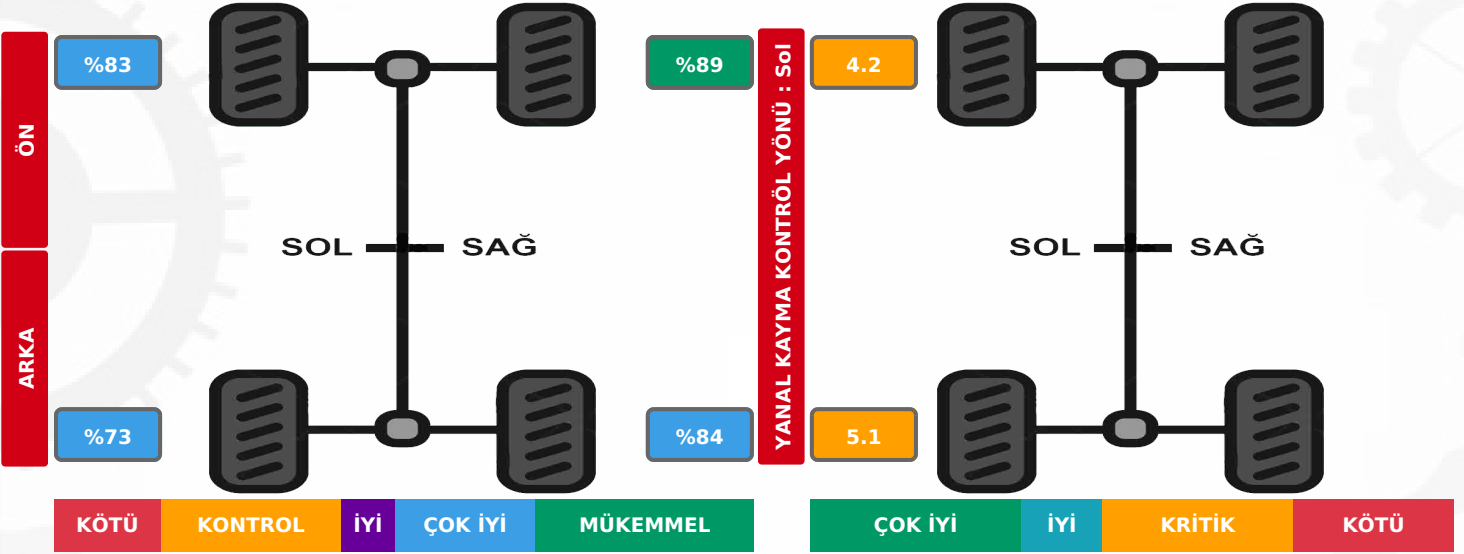 ÖN
%83
%89
YANAL KAYMA KONTRÖL YÖNÜ : Sol
4.2
SOL
SAĞ
SOL
SAĞ
ARKA
%73
%84
5.1
KÖTÜ
KONTROL
İYİ
ÇOK İYİ
MÜKEMMEL
ÇOK İYİ
İYİ
KRİTİK
KÖTÜ